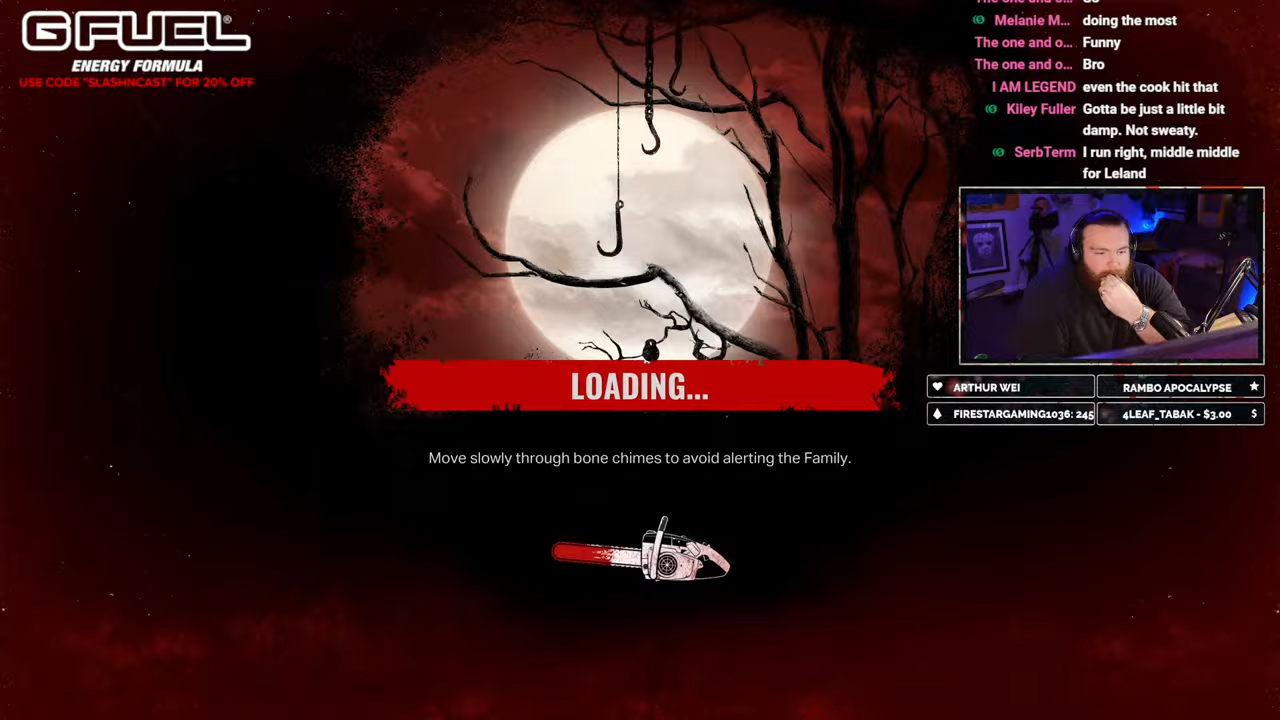 GFUEL®
ENERGY FORMULA
USE CODE "SLASHNCAST" FOR 20% OFF
Melanie M... doing the most
The one and o... Funny
The one and o... Bro
I AM LEGEND even the cook hit that
Kiley Fuller Gotta be just a little bit
damp. Not sweaty.
SerbTerm I run right, middle middle
for Leland
LOADING...
ARTHUR WEI
RAMBO APOCALYPSE
FIRESTARGAMING1036: 245
4LEAF_TABAK - $3.00 $
Move slowly through bone chimes to avoid alerting the Family.